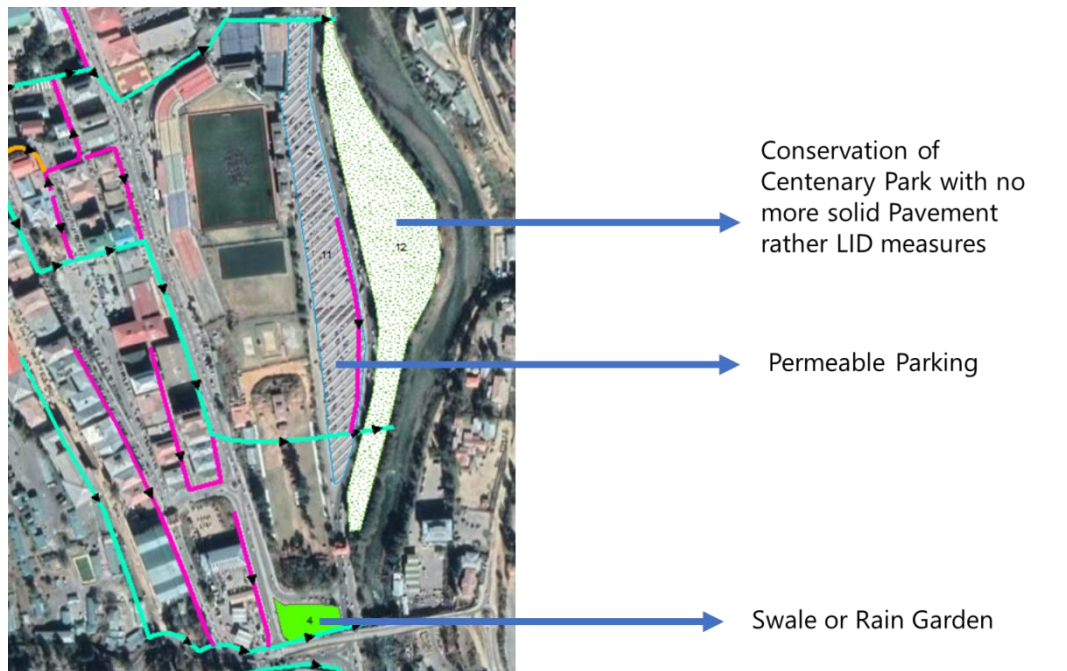 Conservation of
Centenary Park with no
more solid Pavement
rather LID measures
12
11
Permeable Parking
4
Swale or Rain Garden